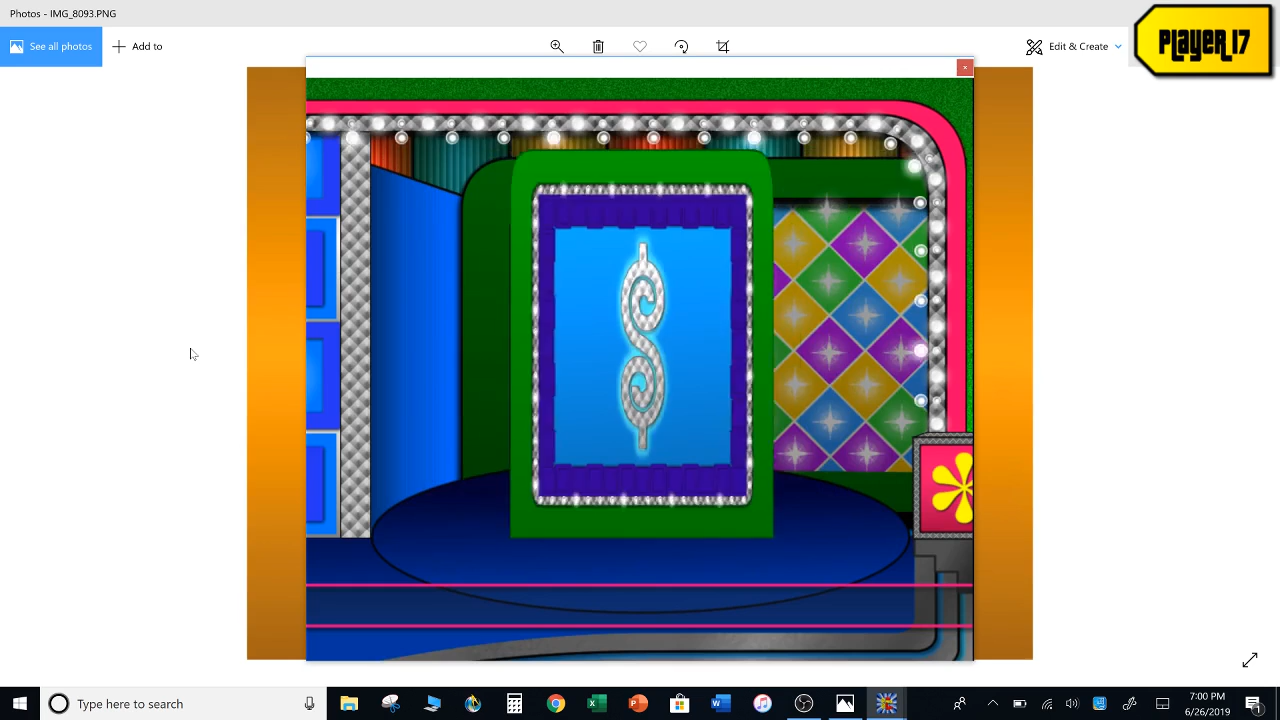 Photos - IMG_8093.PNG
See all photos
Add to
Edit & Create
PLAYER 17
$
Type here to search
7:00 PM
6/26/2019
1